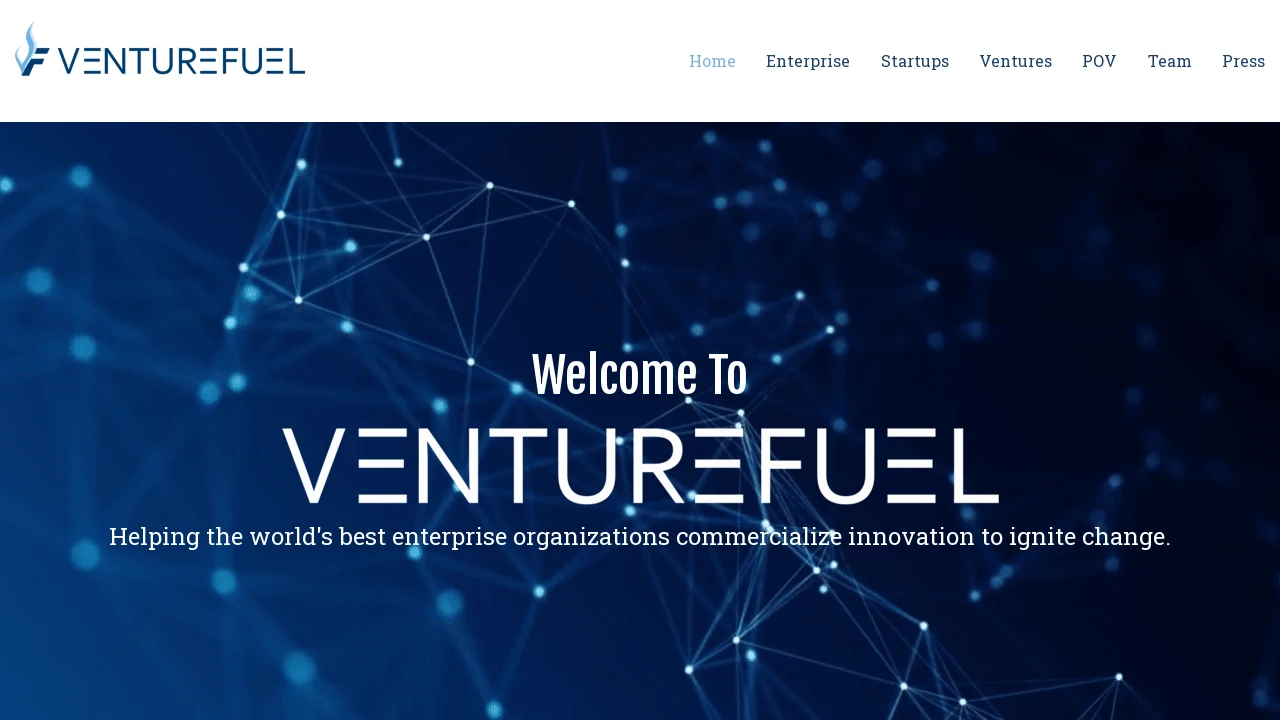 VENTUREFUEL
Home Enterprise Startups Ventures POV Team Press
Welcome To
VENTUREFUEL
Helping the world's best enterprise organizations commercialize innovation to ignite change.